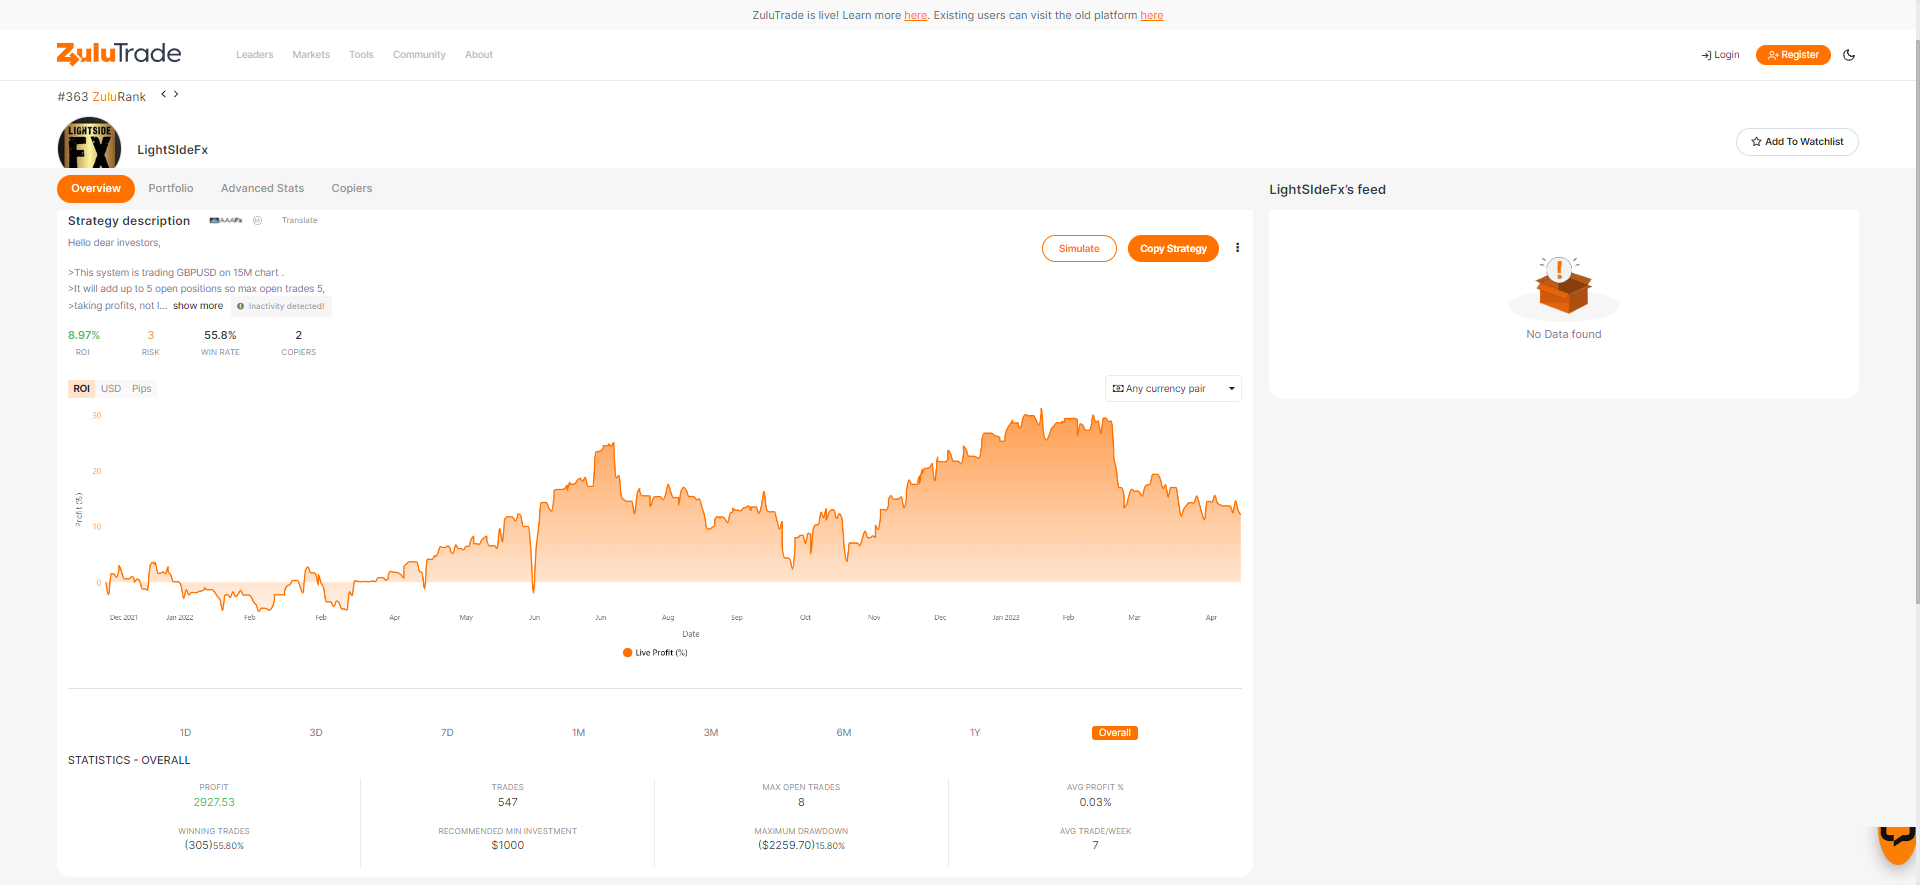 ZuluTrade is live! Learn more here. Existing users can visit the old platform here
ZuluTrade
Leaders Markets Tools Community About
Login Register
#363 ZuluRank < >
LIGHTSIDE
FX
LightSIdeFx
Add To Watchlist
Overview Portfolio Advanced Stats Copiers
LightSIdeFx's feed
Strategy description AAAFx Translate
Hello dear investors,
Simulate Copy Strategy
>This system is trading GBPUSD on 15M chart .
>It will add up to 5 open positions so max open trades 5,
>taking profits, not l... show more Inactivity detected!
No Data found
8.97% 3 55.8% 2
ROI RISK WIN RATE COPIERS
ROI USD Pips
Any currency pair
30
20
10
0
Profit (%)
Dec 2021 Jan 2022 Feb Feb Apr May Jun Jun Aug Sep Oct Nov Dec Jan 2023 Feb Mar Apr
Date
Live Profit (%)
1D 3D 7D 1M 3M 6M 1Y Overall
STATISTICS - OVERALL
PROFIT TRADES MAX OPEN TRADES AVG PROFIT %
2927.53 547 8 0.03%
WINNING TRADES RECOMMENDED MIN INVESTMENT MAXIMUM DRAWDOWN AVG TRADE/WEEK
(305)55.80% $1000 ($2259.70)15.80% 7